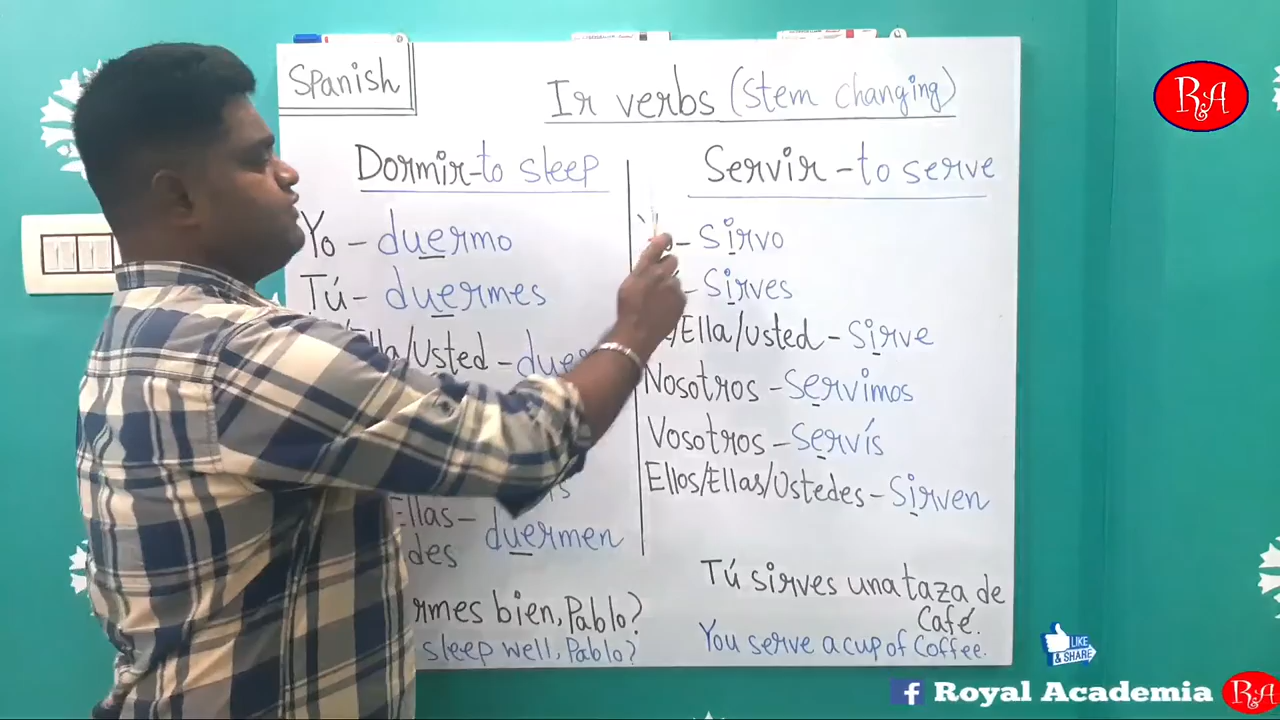 Spanish
Ir verbs (stem changing)
RA
Dormir-to sleep
Yo - duermo
Tú- duermes
Usted -
Ellas-
duermen
bien, Pablo?
sleep well, Pablo?
Servir - to serve
- Sirvo
- Sirves
/Ella/Usted - Sirve
Nosotros - Servimos
Vosotros - Servís
Ellos/Ellas/Ustedes - Sirven
Tú sirves una taza de
Café.
You serve a cup of Coffee.
LIKE
& SHARE
f Royal Academia RA